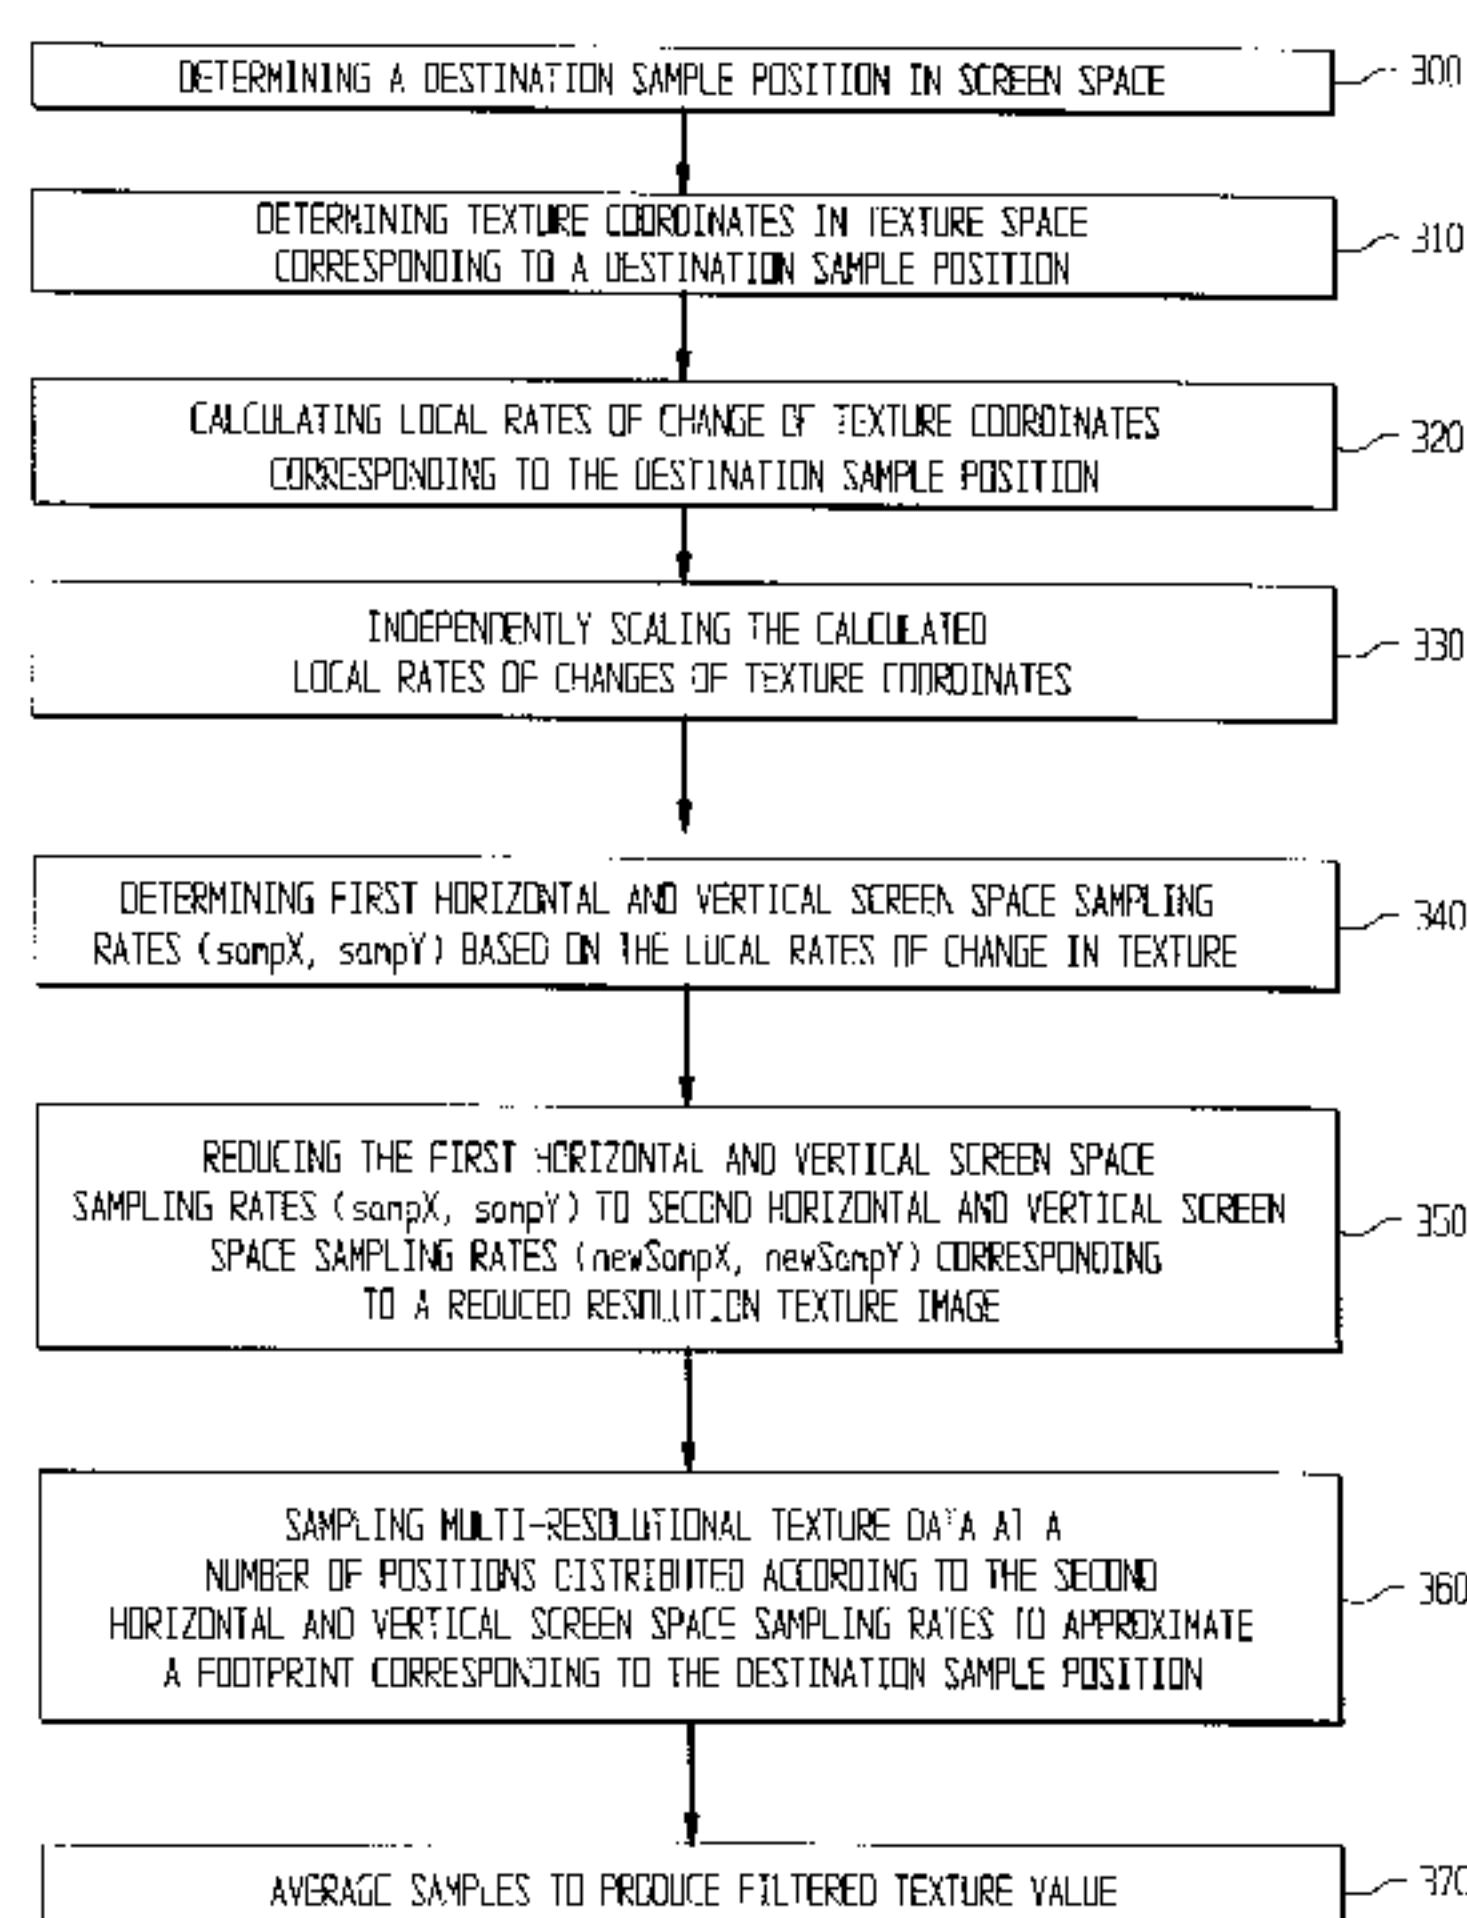 DETERMINING A DESTINATION SAMPLE POSITION IN SCREEN SPACE
300
DETERMINING TEXTURE COORDINATES IN TEXTURE SPACE
CORRESPONDING TO A DESTINATION SAMPLE POSITION
310
CALCULATING LOCAL RATES OF CHANGE OF TEXTURE COORDINATES
CORRESPONDING TO THE DESTINATION SAMPLE POSITION
320
INDEPENDENTLY SCALING THE CALCULATED
LOCAL RATES OF CHANGES OF TEXTURE COORDINATES
330
DETERMINING FIRST HORIZONTAL AND VERTICAL SCREEN SPACE SAMPLING
RATES (sampX, sampY) BASED ON THE LOCAL RATES OF CHANGE IN TEXTURE
340
REDUCING THE FIRST HORIZONTAL AND VERTICAL SCREEN SPACE
SAMPLING RATES (sampX, sampY) TO SECOND HORIZONTAL AND VERTICAL SCREEN
SPACE SAMPLING RATES (newSampX, newSampY) CORRESPONDING
TO A REDUCED RESOLUTION TEXTURE IMAGE
350
SAMPLING MULTI-RESOLUTIONAL TEXTURE DATA AT A
NUMBER OF POSITIONS DISTRIBUTED ACCORDING TO THE SECOND
HORIZONTAL AND VERTICAL SCREEN SPACE SAMPLING RATES TO APPROXIMATE
A FOOTPRINT CORRESPONDING TO THE DESTINATION SAMPLE POSITION
360
AVERAGE SAMPLES TO PRODUCE FILTERED TEXTURE VALUE
370